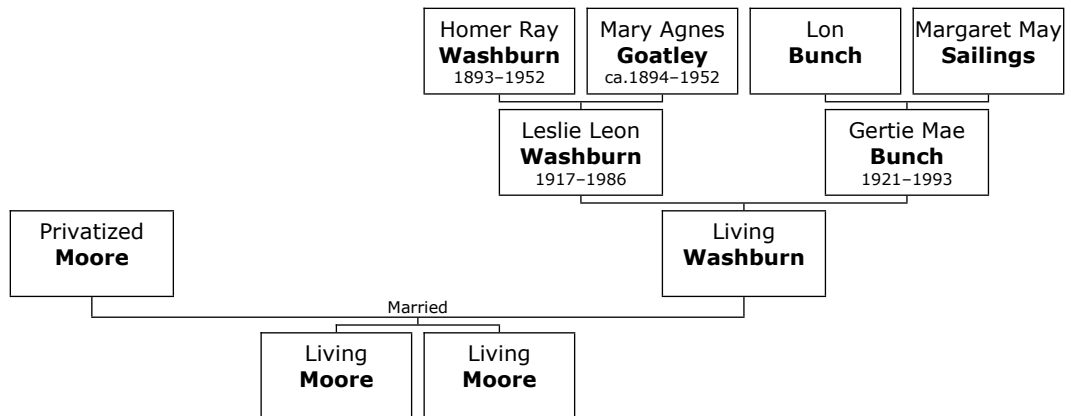 Homer Ray
Washburn
1893–1952
Mary Agnes
Goatley
ca.1894–1952
Lon
Bunch
Margaret May
Sailings
Leslie Leon
Washburn
1917–1986
Gertie Mae
Bunch
1921–1993
Privatized
Moore
Living
Washburn
Married
Living
Moore
Living
Moore